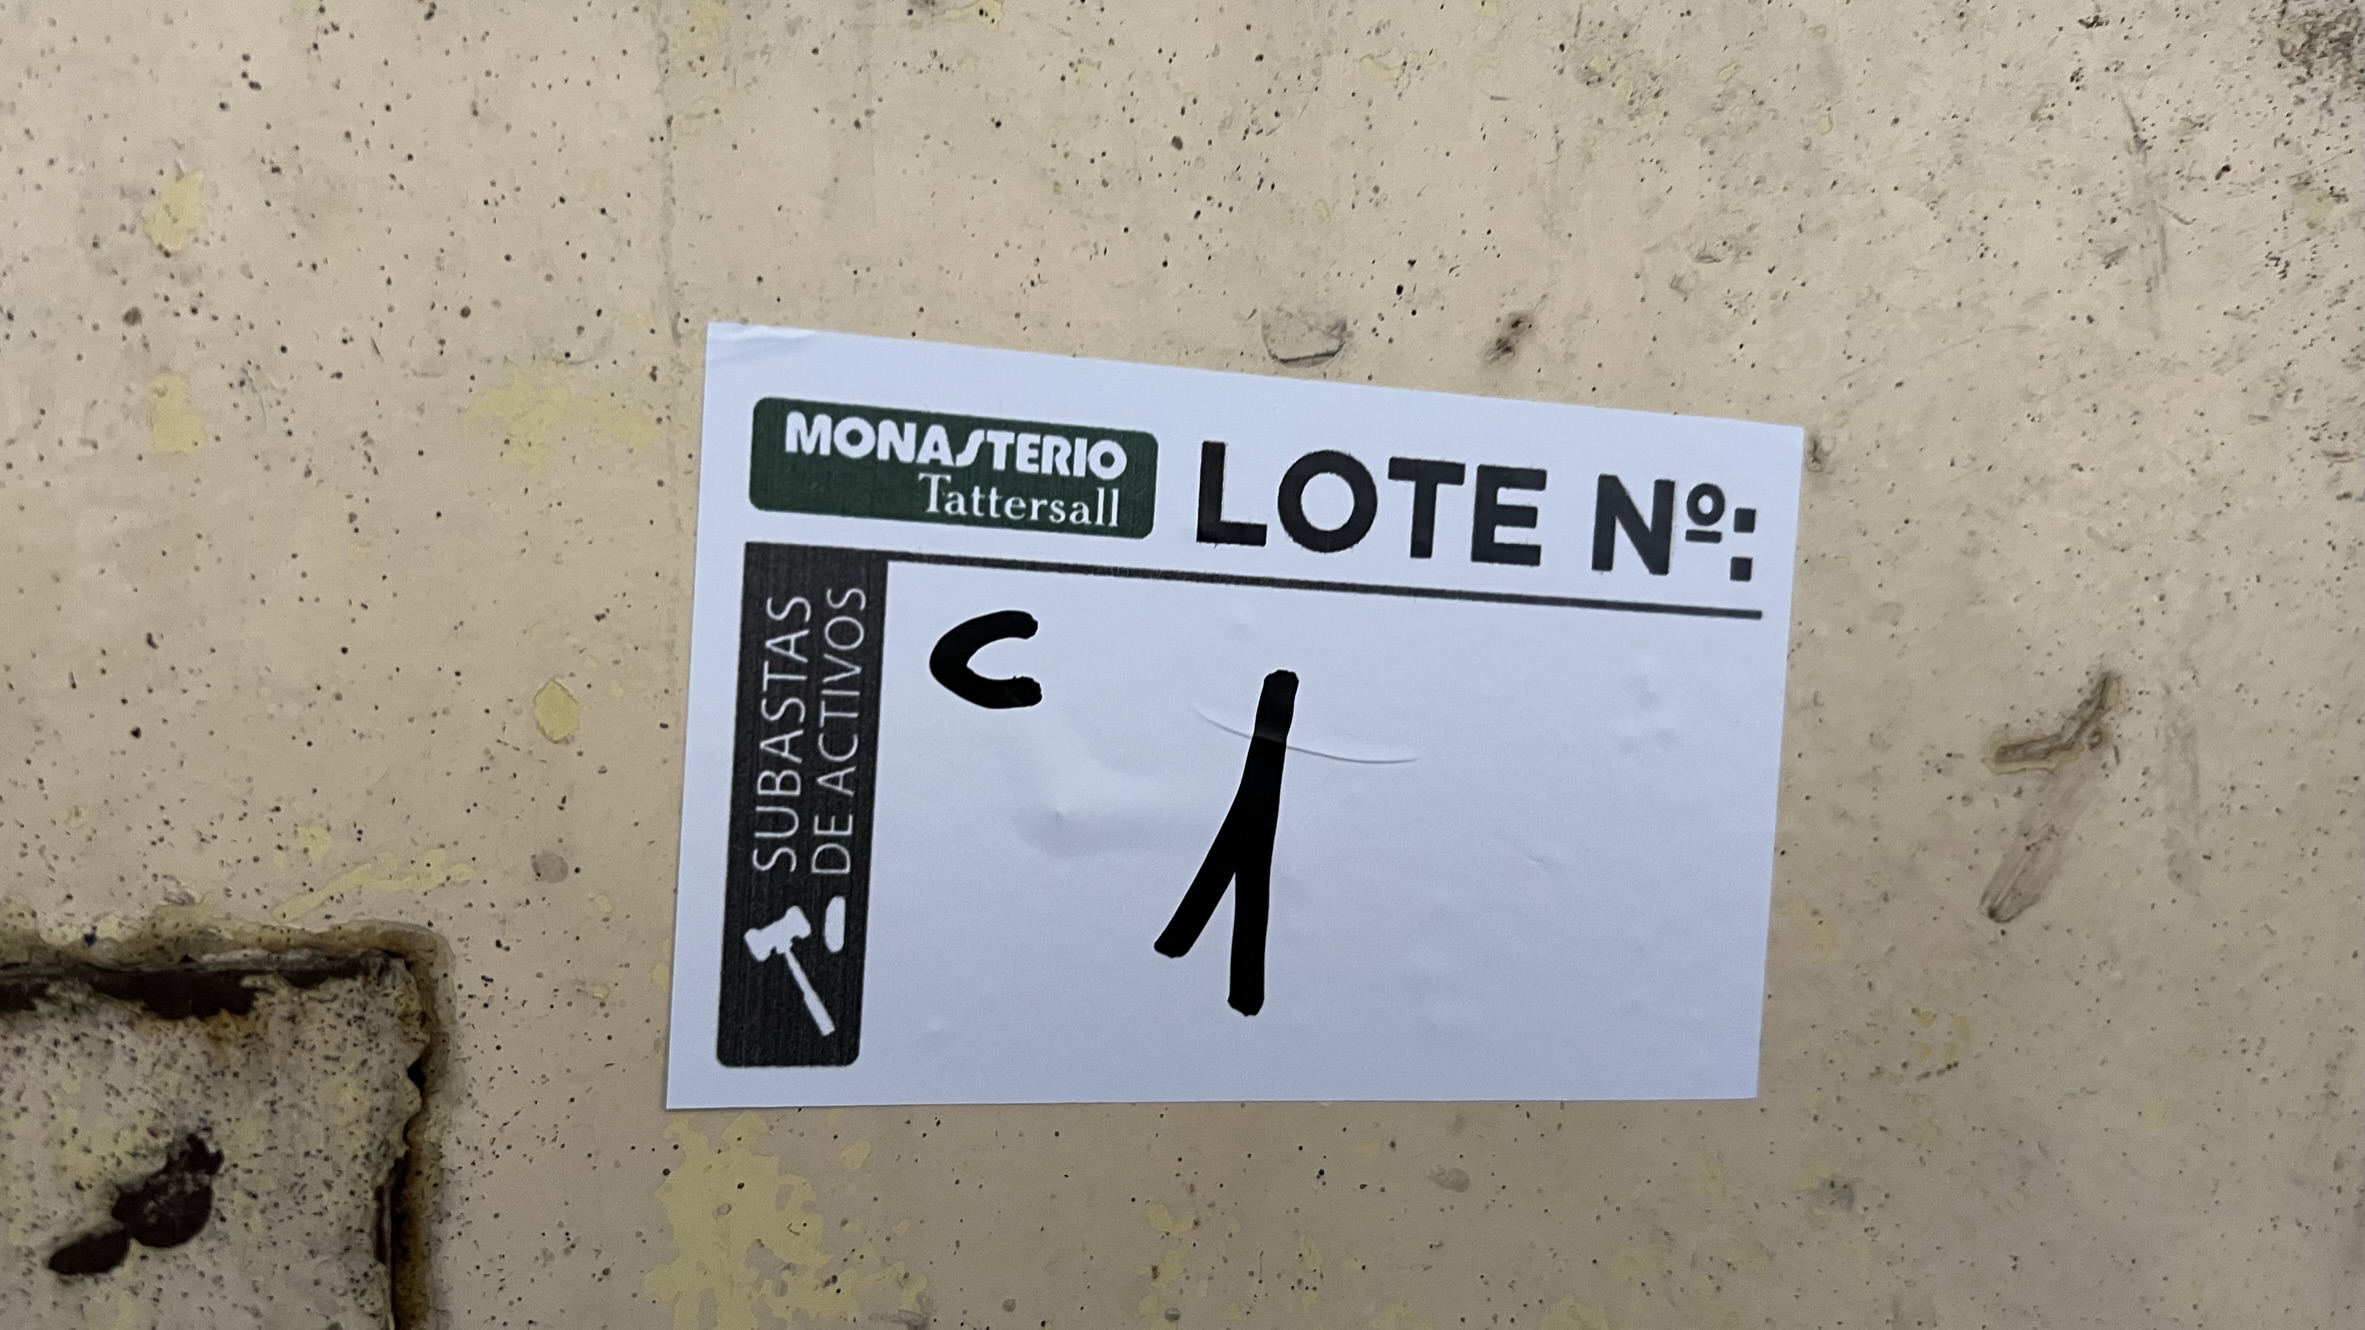 MONASTERIO
Tattersall
LOTE Nº:
SUBASTAS
DE ACTIVOS
C
1